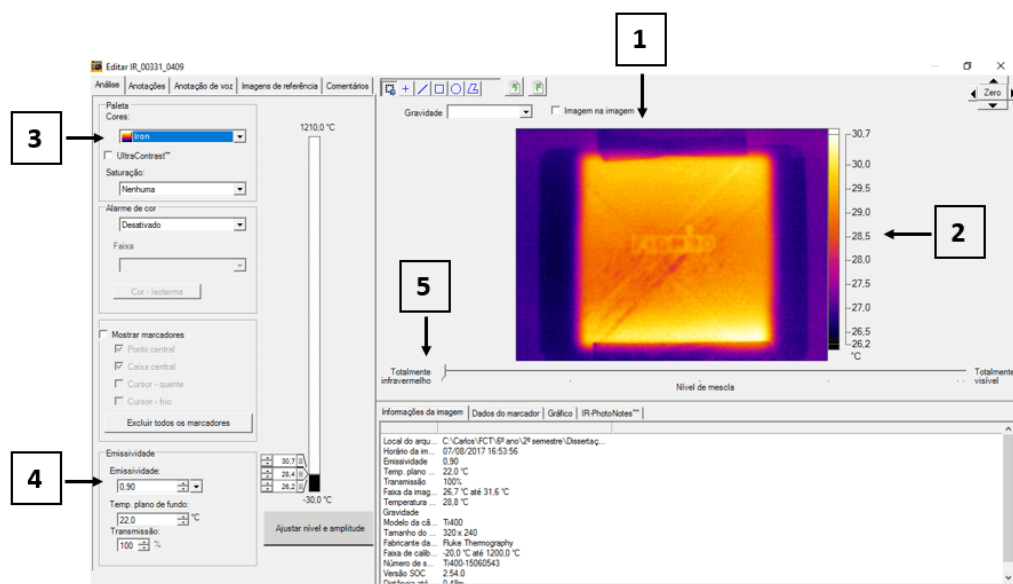 1
Editar IR_00331_0409
Análise Anotações Anotação de voz Imagens de referência Comentários
Zero
Gravidade Imagem na imagem
3
Paleta
Cores:
Iron
UltraContrast™
Saturação:
Nenhuma
Alarme de cor
Desativado
Faixa
Cor - isoterma
Mostrar marcadores
Ponto central
Caixa central
Cursor - quente
Cursor - frio
Excluir todos os marcadores
4
Emissividade
Emissividade:
0,90
Temp. plano de fundo:
22,0 °C
Transmissão:
100 %
1210,0 °C
30,7
28,4
26,2
-30,0 °C
Ajustar nível e amplitude
30,7
30,0
29,5
29,0
28,5
28,0
27,5
27,0
26,5
26,2
°C
2
5
Totalmente infravermelho
Nível de mescla
Totalmente visível
Informações da imagem Dados do marcador Gráfico IR-PhotoNotes™
Local do arqu... C:\Carlos\FCT\6º ano\2º semestre\Dissertaç...
Horário da im... 07/08/2017 16:53:56
Emissividade 0,90
Temp. plano ... 22,0 °C
Transmissão 100%
Faixa da imag... 26,7 °C até 31,6 °C
Temperatura ... 28,8 °C
Gravidade
Modelo da câ... Ti400
Tamanho do ... 320 x 240
Fabricante da... Fluke Thermography
Faixa de calib... -20,0 °C até 1200,0 °C
Número de s... Ti400-15060543
Versão SOC 2.54.0
Distância até 0,48m